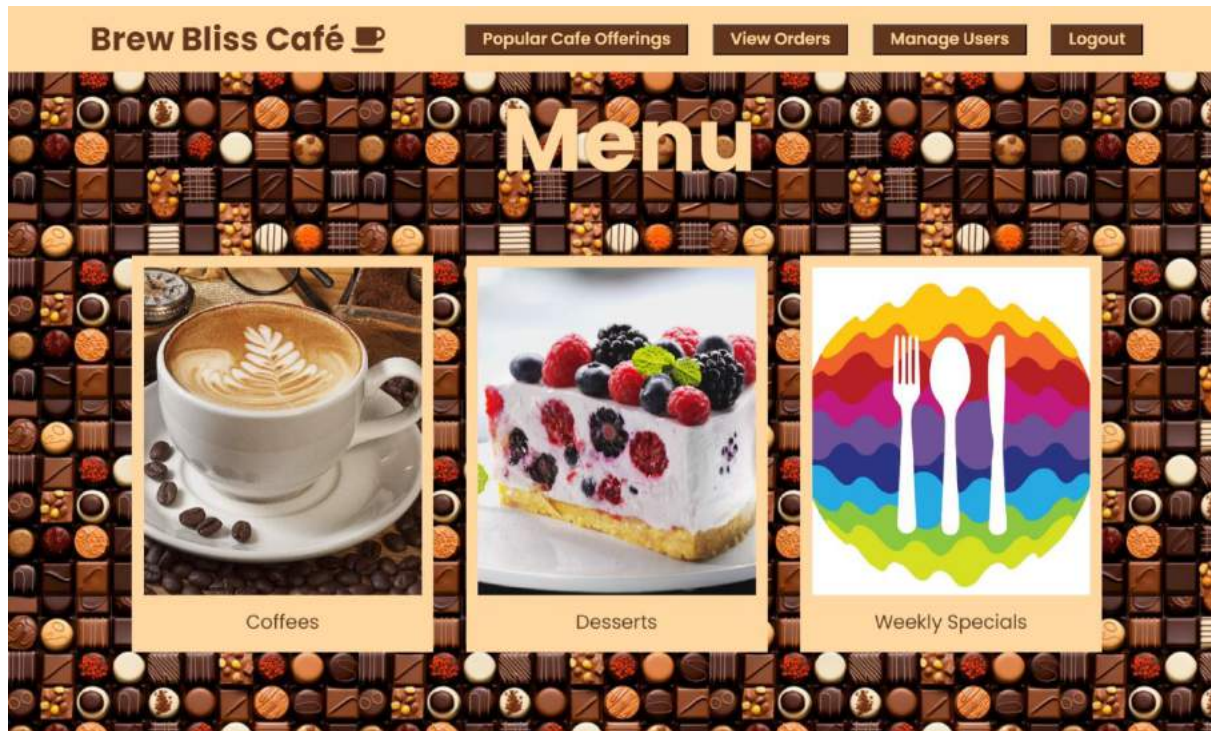 Brew Bliss Café
Popular Cafe Offerings
View Orders
Manage Users
Logout
Menu
Coffees
Desserts
Weekly Specials